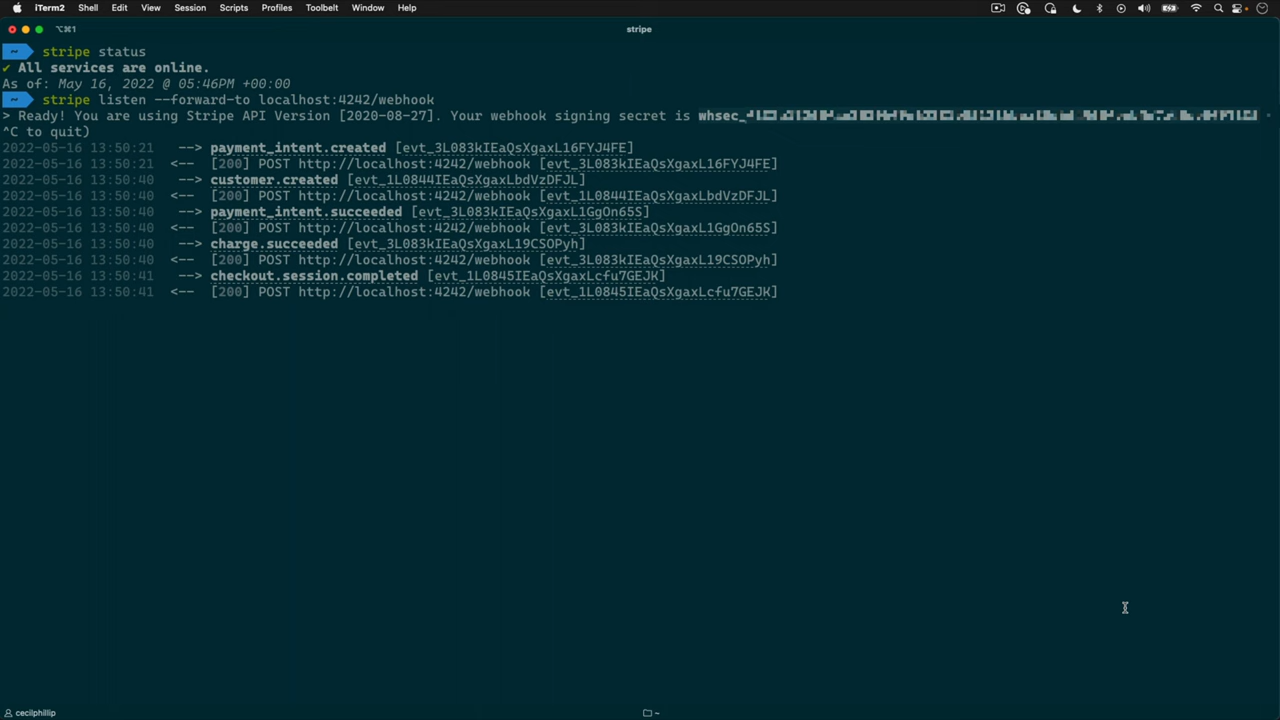 iTerm2 Shell Edit View Session Scripts Profiles Toolbelt Window Help
⌥⌘1 stripe
~ stripe status
✔ All services are online.
As of: May 16, 2022 @ 05:46PM +00:00
~ stripe listen --forward-to localhost:4242/webhook
> Ready! You are using Stripe API Version [2020-08-27]. Your webhook signing secret is whsec_
^C to quit)
2022-05-16 13:50:21 --> payment_intent.created [evt_3L083kIEaQsXgaxL16FYJ4FE]
2022-05-16 13:50:21 <-- [200] POST http://localhost:4242/webhook [evt_3L083kIEaQsXgaxL16FYJ4FE]
2022-05-16 13:50:40 --> customer.created [evt_1L0844IEaQsXgaxLbdVzDFJL]
2022-05-16 13:50:40 <-- [200] POST http://localhost:4242/webhook [evt_1L0844IEaQsXgaxLbdVzDFJL]
2022-05-16 13:50:40 --> payment_intent.succeeded [evt_3L083kIEaQsXgaxL1GgOn65S]
2022-05-16 13:50:40 <-- [200] POST http://localhost:4242/webhook [evt_3L083kIEaQsXgaxL1GgOn65S]
2022-05-16 13:50:40 --> charge.succeeded [evt_3L083kIEaQsXgaxL19CSOPyh]
2022-05-16 13:50:40 <-- [200] POST http://localhost:4242/webhook [evt_3L083kIEaQsXgaxL19CSOPyh]
2022-05-16 13:50:41 --> checkout.session.completed [evt_1L0845IEaQsXgaxLcfu7GEJK]
2022-05-16 13:50:41 <-- [200] POST http://localhost:4242/webhook [evt_1L0845IEaQsXgaxLcfu7GEJK]
cecilphillip ~